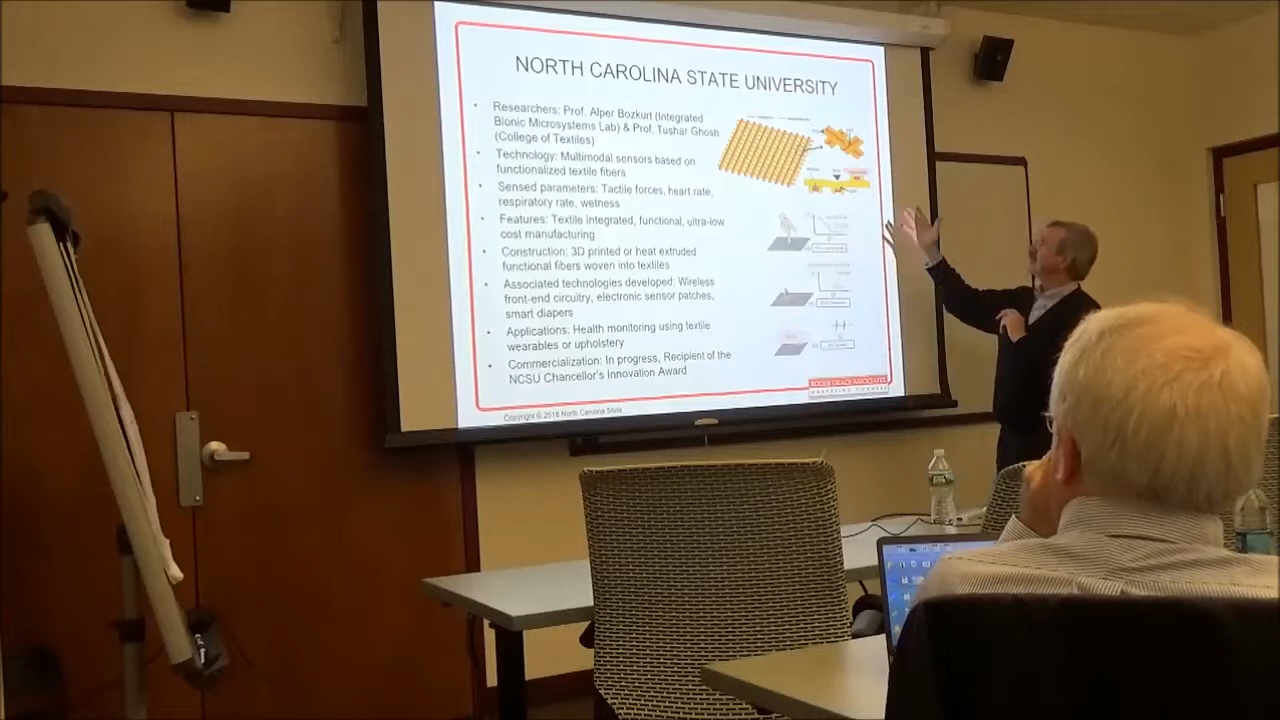 NORTH CAROLINA STATE UNIVERSITY
• Researchers: Prof. Alper Bozkurt (Integrated
Bionic Microsystems Lab) & Prof. Tushar Ghosh
(College of Textiles)
• Technology: Multimodal sensors based on
functionalized textile fibers
• Sensed parameters: Tactile forces, heart rate,
respiratory rate, wetness
• Features: Textile integrated, functional, ultra-low
cost manufacturing
• Construction: 3D printed or heat extruded
functional fibers woven into textiles
• Associated technologies developed: Wireless
front-end circuitry, electronic sensor patches,
smart diapers
• Applications: Health monitoring using textile
wearables or upholstery
• Commercialization: In progress, Recipient of the
NCSU Chancellor's Innovation Award
ROGER GRACE ASSOCIATES
Copyright © 2018 North Carolina State